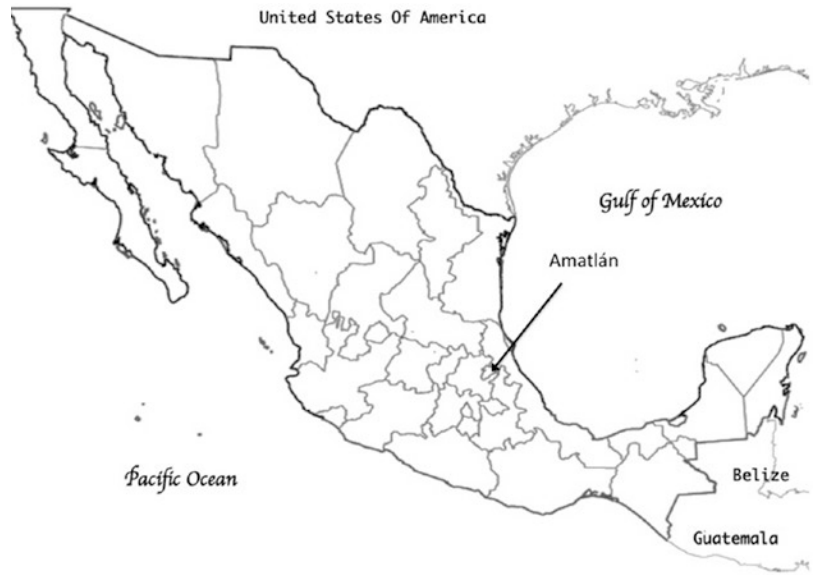 United States Of America
Gulf of Mexico
Amatlán
Pacific Ocean
Belize
Guatemala